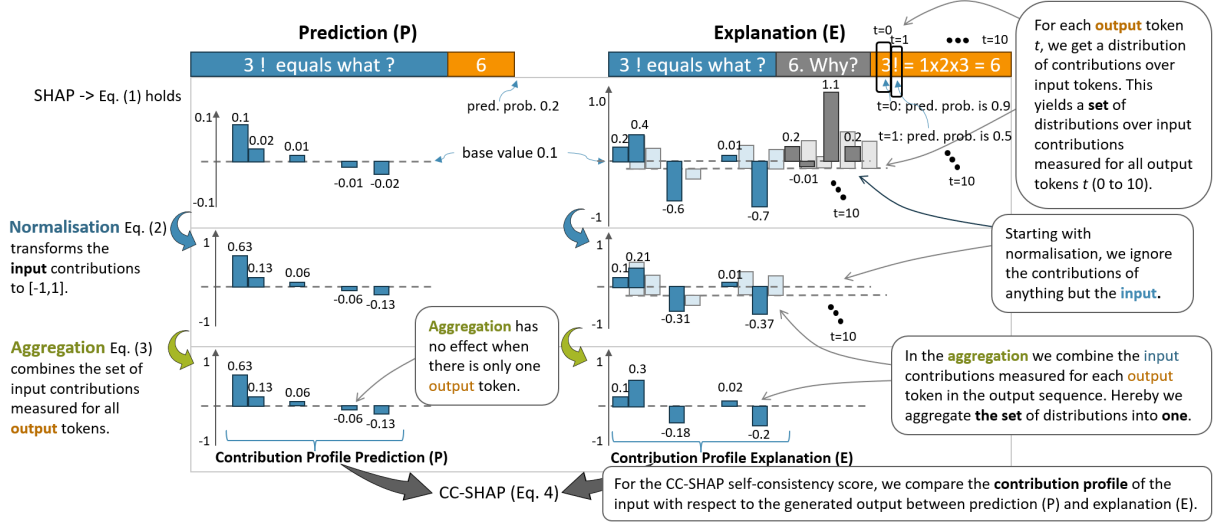 Prediction (P)
3 ! equals what ?
6
SHAP -> Eq. (1) holds
pred. prob. 0.2
base value 0.1
0.1
-0.1
0.1
0.02
0.01
-0.01
-0.02
Explanation (E)
3 ! equals what ?
6. Why?
3! = 1x2x3 = 6
t=0
t=1
t=10
t=0: pred. prob. is 0.9
t=1: pred. prob. is 0.5
t=10
1.0
-1
0.2
0.4
-0.6
0.01
-0.7
0.2
-0.01
1.1
0.2
t=10
For each output token
t, we get a distribution
of contributions over
input tokens. This
yields a set of
distributions over input
contributions
measured for all output
tokens t (0 to 10).
Normalisation Eq. (2)
transforms the
input contributions
to [-1,1].
1
-1
0.63
0.13
0.06
-0.06
-0.13
1
-1
0.1
0.21
-0.31
0.01
-0.37
t=10
Starting with
normalisation, we ignore
the contributions of
anything but the input.
Aggregation Eq. (3)
combines the set of
input contributions
measured for all
output tokens.
1
-1
0.63
0.13
0.06
-0.06
-0.13
Aggregation has
no effect when
there is only one
output token.
1
-1
0.1
0.3
-0.18
0.02
-0.2
In the aggregation we combine the input
contributions measured for each output
token in the output sequence. Hereby we
aggregate the set of distributions into one.
Contribution Profile Prediction (P)
Contribution Profile Explanation (E)
CC-SHAP (Eq. 4)
For the CC-SHAP self-consistency score, we compare the contribution profile of the
input with respect to the generated output between prediction (P) and explanation (E).